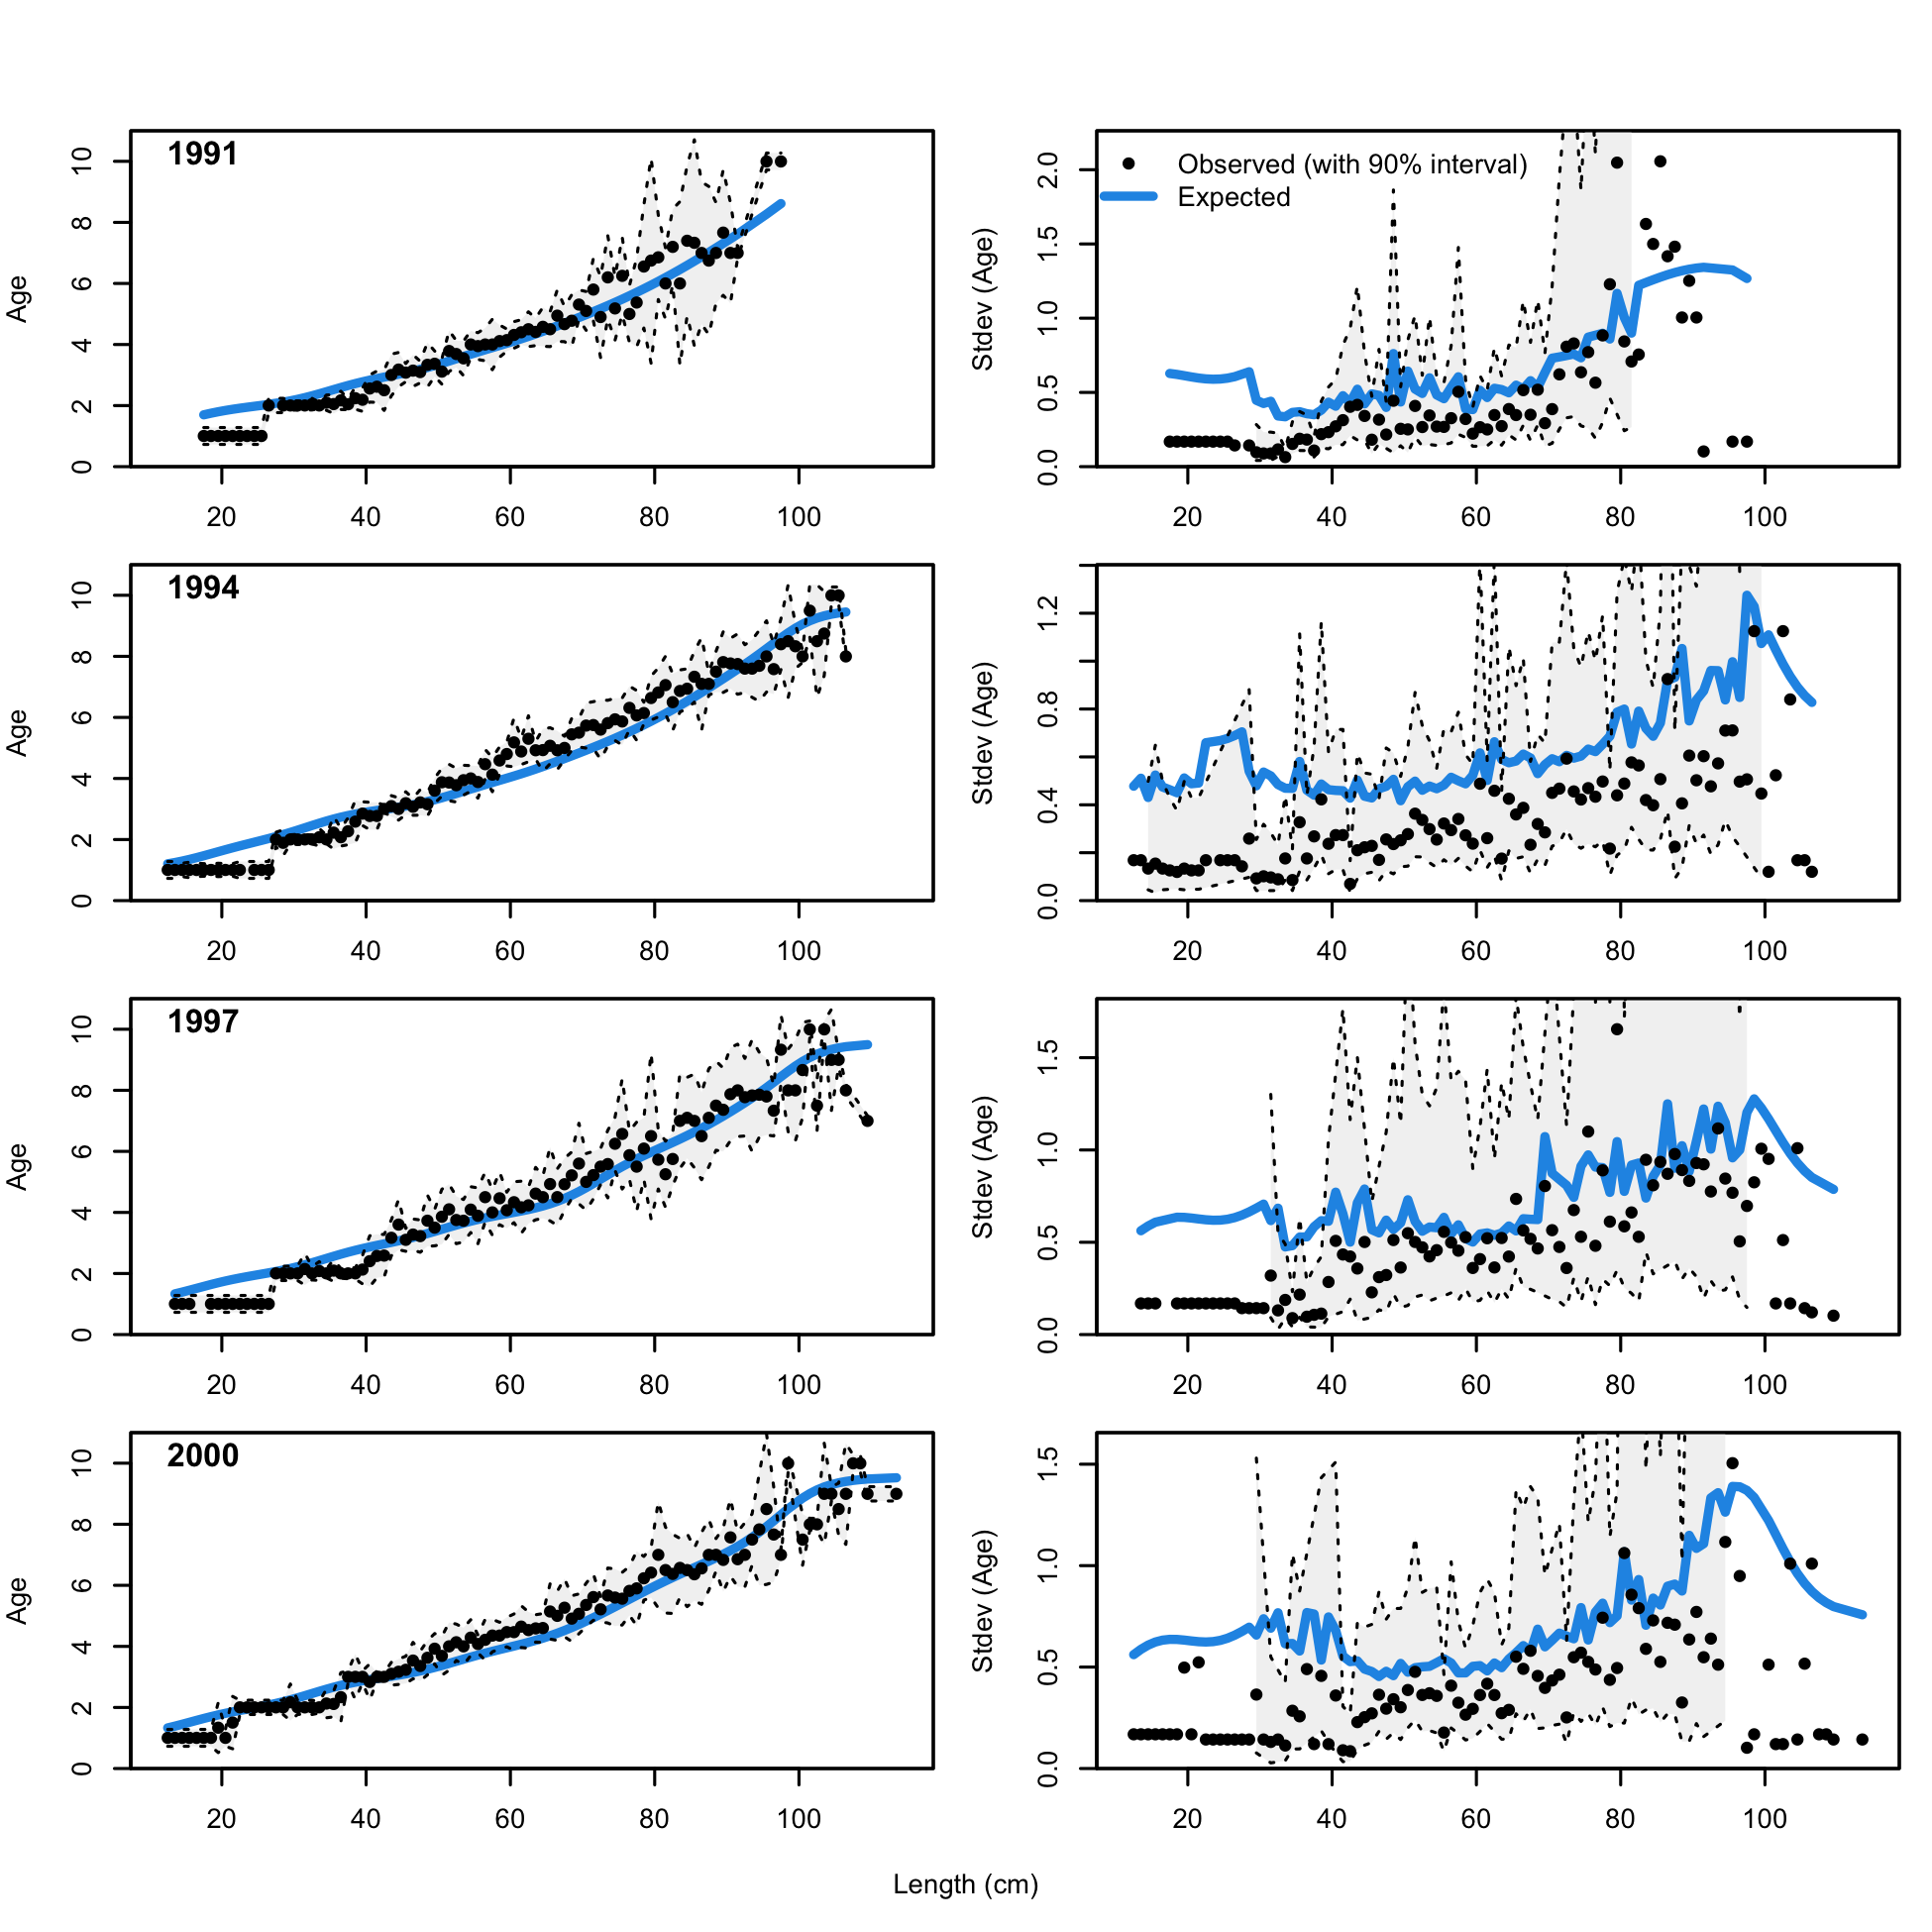 1991
Age
0 2 4 6 8 10
20 40 60 80 100
Observed (with 90% interval)
Expected
Stdev (Age)
0.0 0.5 1.0 1.5 2.0
20 40 60 80 100
1994
Age
0 2 4 6 8 10
20 40 60 80 100
Stdev (Age)
0.0 0.4 0.8 1.2
20 40 60 80 100
1997
Age
0 2 4 6 8 10
20 40 60 80 100
Stdev (Age)
0.0 0.5 1.0 1.5
20 40 60 80 100
2000
Age
0 2 4 6 8 10
20 40 60 80 100
Stdev (Age)
0.0 0.5 1.0 1.5
20 40 60 80 100
Length (cm)